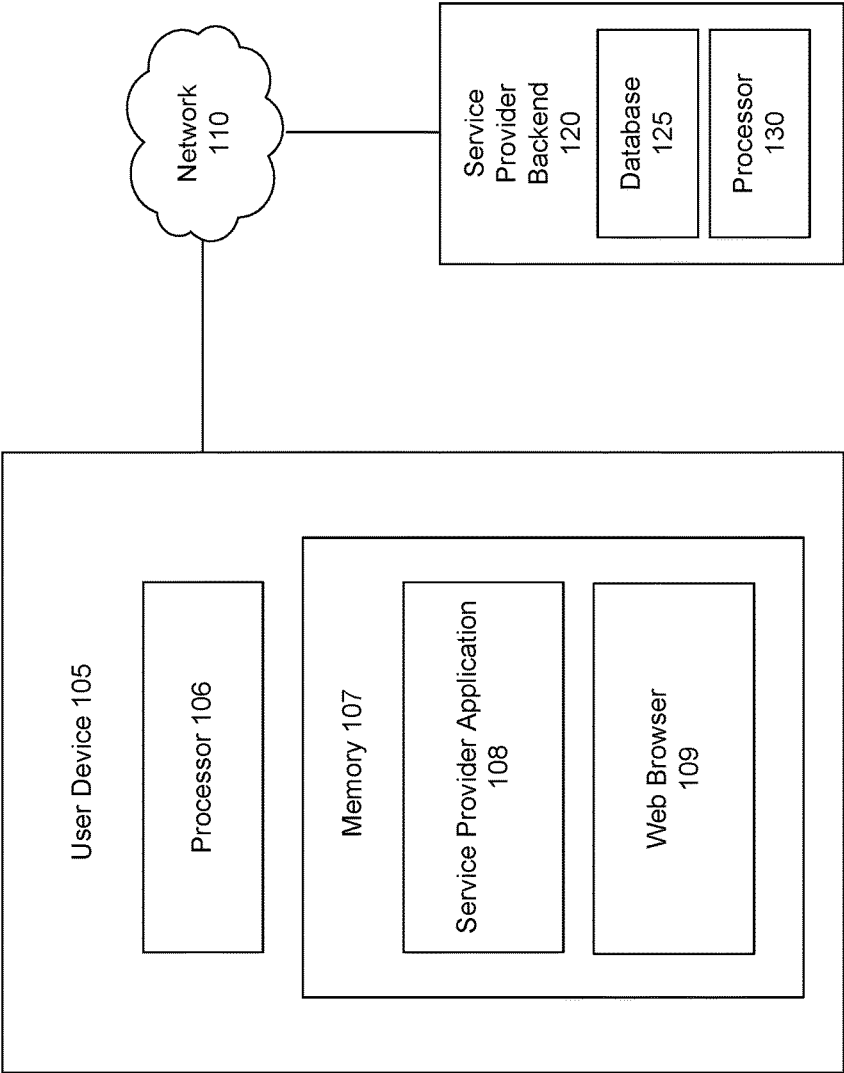 User Device 105
Processor 106
Memory 107
Service Provider Application
108
Web Browser
109
Network
110
Service
Provider
Backend
120
Database
125
Processor
130